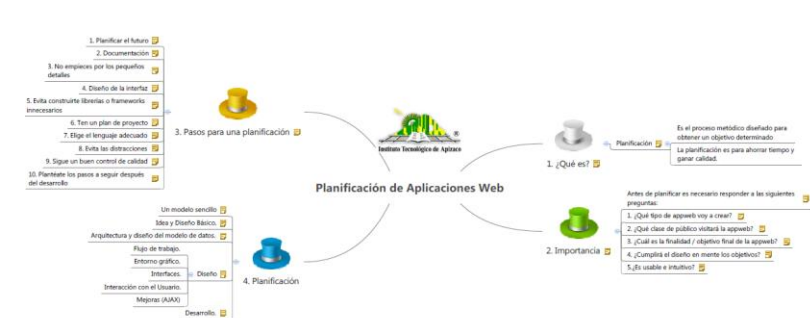 1. Planificar el futuro
2. Documentación
3. No empieces por los pequeños
detalles
4. Diseño de la interfaz
5. Evita construirte librerias o frameworks
innecesarios
6. Ten un plan de proyecto
7. Elige el lenguaje adecuado
8. Evita las distracciones
9. Sigue un buen control de calidad
10. Plantéate los pasos a seguir después
del desarrollo
3. Pasos para una planificación
®
Instituto Tecnológico de Apizaco
Planificación de Aplicaciones Web
1. ¿Qué es?
Planificación
Es el proceso metódico diseñado para
obtener un objetivo determinado
La planificación es para ahorrar tiempo y
ganar calidad.
2. Importancia
Antes de planificar es necesario responder a las siguientes
preguntas:
1. ¿Qué tipo de appweb voy a crear?
2. ¿Qué clase de público visitará la appweb?
3. ¿Cuál es la finalidad / objetivo final de la appweb?
4. ¿Cumplirá el diseño en mente los objetivos?
5.¿Es usable e intuitivo?
Un modelo sencillo
Idea y Diseño Básico.
Arquitectura y diseño del modelo de datos.
Flujo de trabajo.
Entorno gráfico.
Interfaces.
Interacción con el Usuario.
Mejoras (AJAX)
Diseño
Desarrollo.
4. Planificación